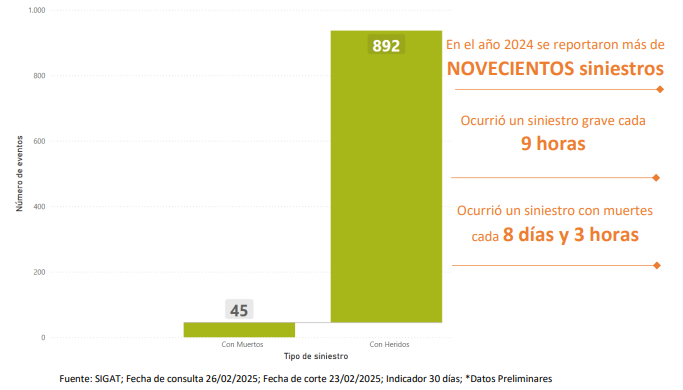 1.000
800
600
400
200
0
Número de eventos
892
45
Con Muertos
Con Heridos
Tipo de siniestro
En el año 2024 se reportaron más de
NOVECIENTOS siniestros
Ocurrió un siniestro grave cada
9 horas
Ocurrió un siniestro con muertes
cada 8 días y 3 horas
Fuente: SIGAT; Fecha de consulta 26/02/2025; Fecha de corte 23/02/2025; Indicador 30 días; *Datos Preliminares